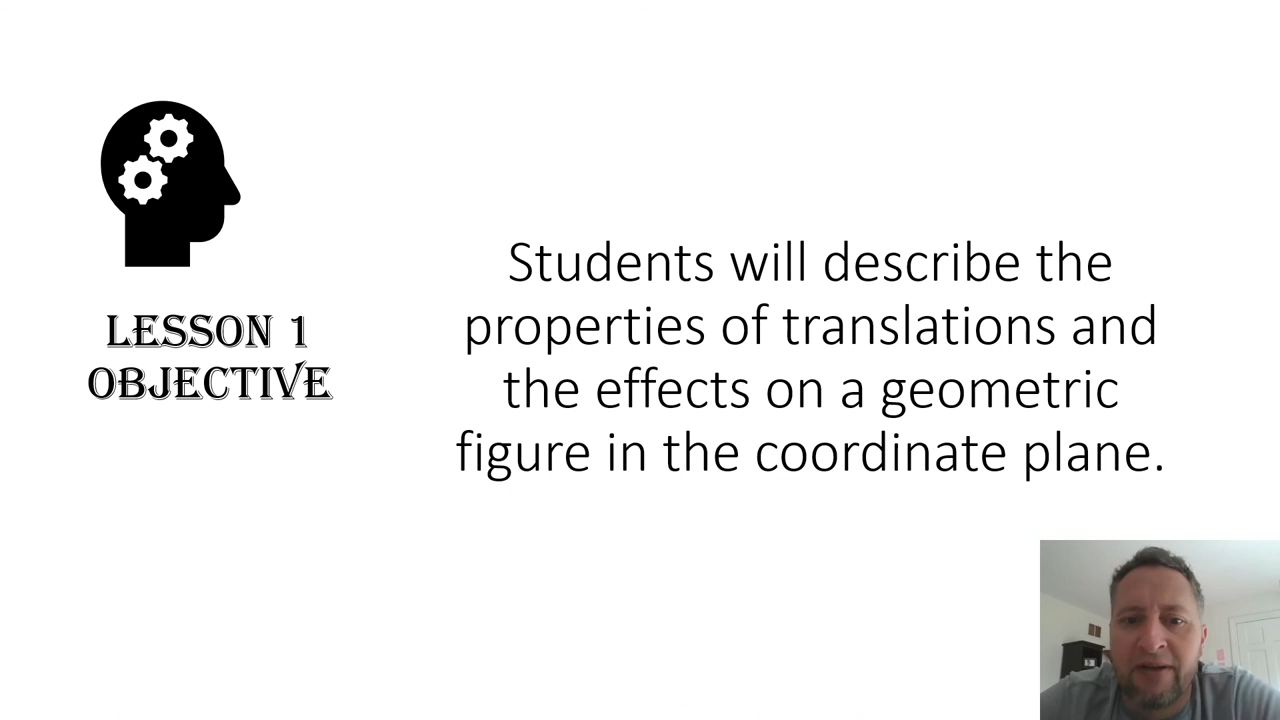 LESSON 1
OBJECTIVE
Students will describe the
properties of translations and
the effects on a geometric
figure in the coordinate plane.